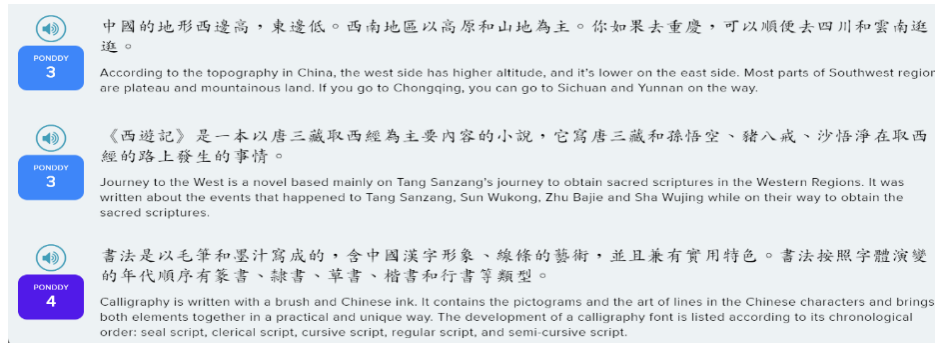 中國的地形西邊高，東邊低。西南地區以高原和山地為主。你如果去重慶，可以順便去四川和雲南逛
逛。
PONDDY
3
According to the topography in China, the west side has higher altitude, and it's lower on the east side. Most parts of Southwest region
are plateau and mountainous land. If you go to Chongqing, you can go to Sichuan and Yunnan on the way.
《西遊記》是一本以唐三藏取西經為主要內容的小說，它寫唐三藏和孫悟空、豬八戒、沙悟淨在取西
經的路上發生的事情。
PONDDY
3
Journey to the West is a novel based mainly on Tang Sanzang's journey to obtain sacred scriptures in the Western Regions. It was
written about the events that happened to Tang Sanzang, Sun Wukong, Zhu Bajie and Sha Wujing while on their way to obtain the
sacred scriptures.
書法是以毛筆和墨汁寫成的，含中國漢字形象、線條的藝術，並且兼有實用特色。書法按照字體演變
的年代順序有篆書、隸書、草書、楷書和行書等類型。
PONDDY
4
Calligraphy is written with a brush and Chinese ink. It contains the pictograms and the art of lines in the Chinese characters and brings
both elements together in a practical and unique way. The development of a calligraphy font is listed according to its chronological
order: seal script, clerical script, cursive script, regular script, and semi-cursive script.